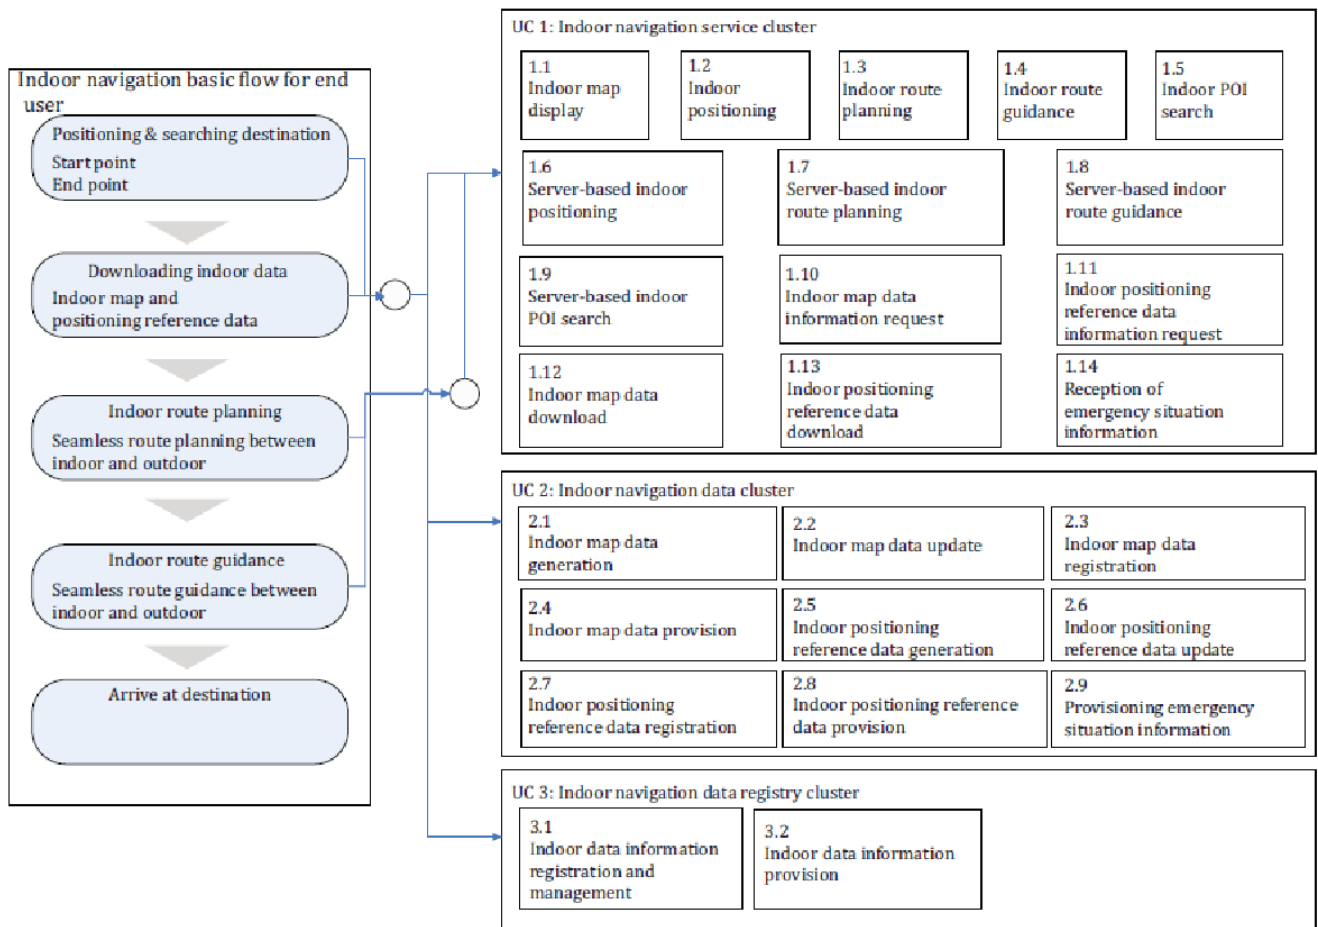 Indoor navigation basic flow for end
user
Positioning & searching destination
Start point
End point
Downloading indoor data
Indoor map and
positioning reference data
Indoor route planning
Seamless route planning between
indoor and outdoor
Indoor route guidance
Seamless route guidance between
indoor and outdoor
Arrive at destination
UC 1: Indoor navigation service cluster
1.1
Indoor map
display
1.2
Indoor
positioning
1.3
Indoor route
planning
1.4
Indoor route
guidance
1.5
Indoor POI
search
1.6
Server-based indoor
positioning
1.7
Server-based indoor
route planning
1.8
Server-based indoor
route guidance
1.9
Server-based indoor
POI search
1.10
Indoor map data
information request
1.11
Indoor positioning
reference data
information request
1.12
Indoor map data
download
1.13
Indoor positioning
reference data
download
1.14
Reception of
emergency situation
information
UC 2: Indoor navigation data cluster
2.1
Indoor map data
generation
2.2
Indoor map data update
2.3
Indoor map data
registration
2.4
Indoor map data provision
2.5
Indoor positioning
reference data generation
2.6
Indoor positioning
reference data update
2.7
Indoor positioning
reference data registration
2.8
Indoor positioning reference
data provision
2.9
Provisioning emergency
situation information
UC 3: Indoor navigation data registry cluster
3.1
Indoor data information
registration and
management
3.2
Indoor data information
provision